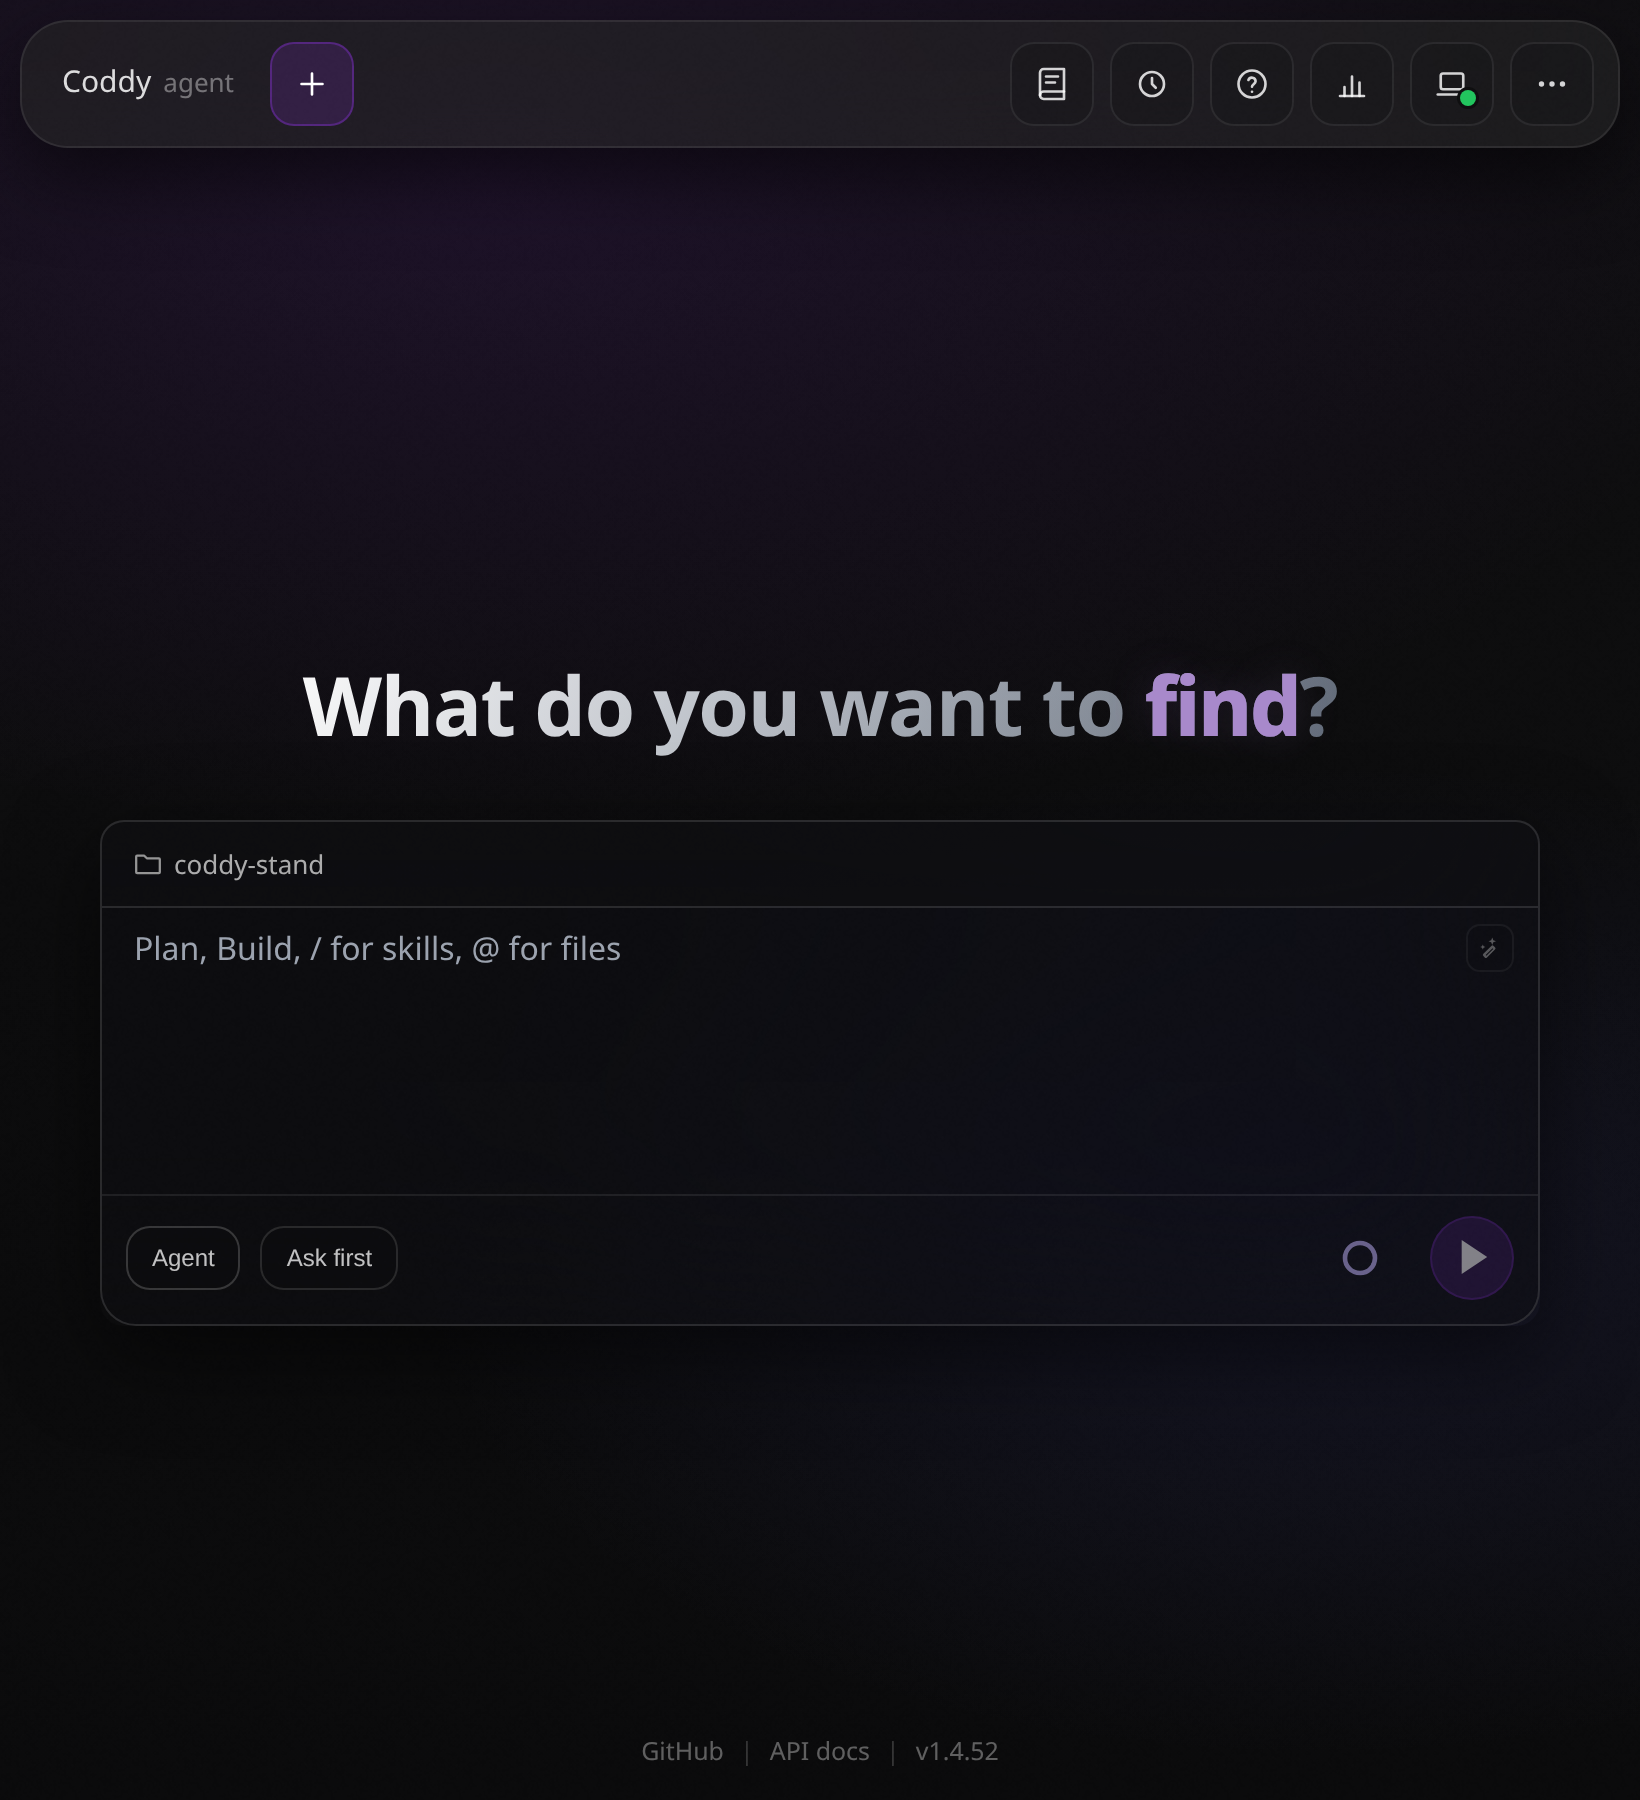 Coddy agent
What do you want to find?
coddy-stand
Plan, Build, / for skills, @ for files
Agent Ask first
GitHub | API docs | v1.4.52